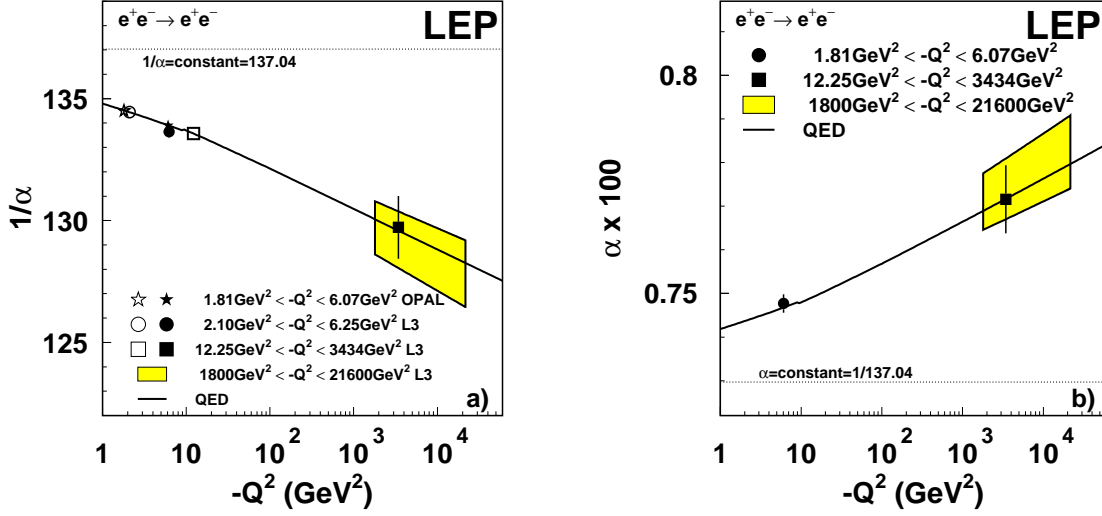 e⁺e⁻→ e⁺e⁻
LEP
1/α=constant=137.04
135
130
125
1/α
1.81GeV² < -Q² < 6.07GeV² OPAL
2.10GeV² < -Q² < 6.25GeV² L3
12.25GeV² < -Q² < 3434GeV² L3
1800GeV² < -Q² < 21600GeV² L3
QED
a)
1 10 10² 10³ 10⁴
-Q² (GeV²)
e⁺e⁻→ e⁺e⁻
LEP
1.81GeV² < -Q² < 6.07GeV²
12.25GeV² < -Q² < 3434GeV²
1800GeV² < -Q² < 21600GeV²
QED
0.8
0.75
α x 100
α=constant=1/137.04
b)
1 10 10² 10³ 10⁴
-Q² (GeV²)